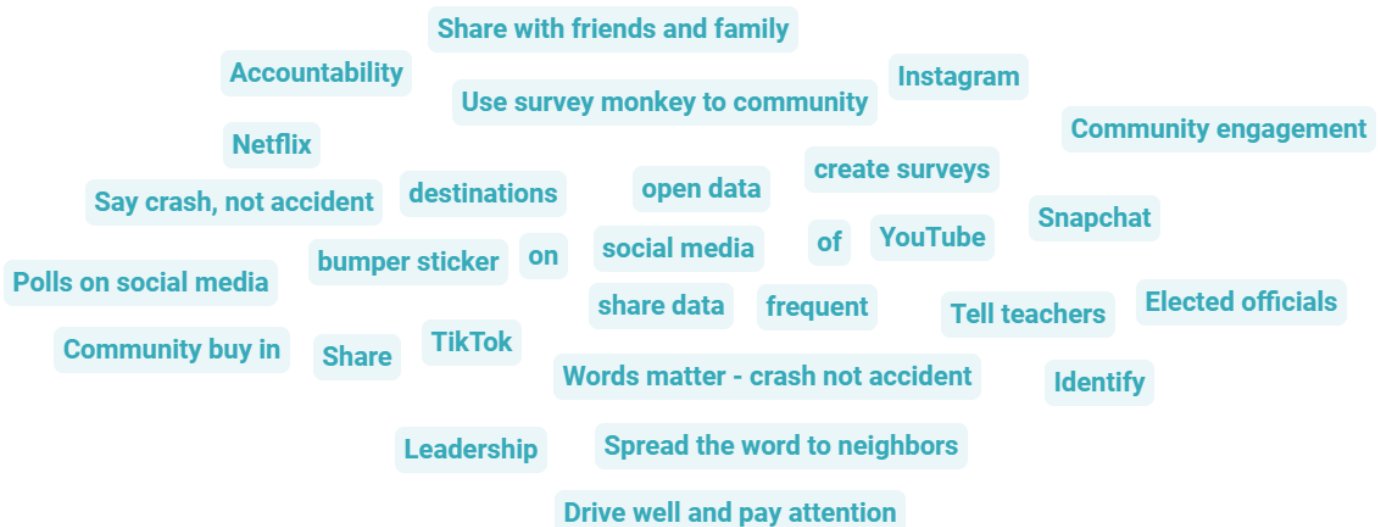 Share with friends and family
Accountability
Instagram
Use survey monkey to community
Community engagement
Netflix
create surveys
open data
destinations
Say crash, not accident
Snapchat
YouTube
of
social media
on
bumper sticker
Polls on social media
Elected officials
share data
frequent
Tell teachers
TikTok
Community buy in
Share
Words matter - crash not accident
Identify
Spread the word to neighbors
Leadership
Drive well and pay attention